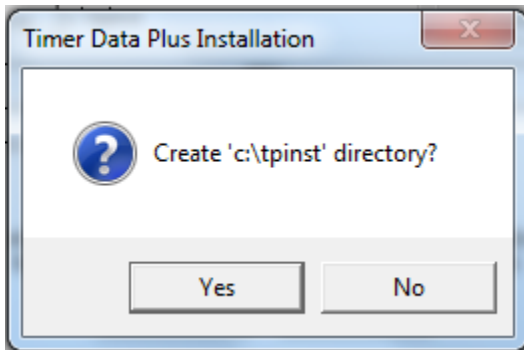 Timer Data Plus Installation
Create 'c:\tpinst' directory?
Yes
No